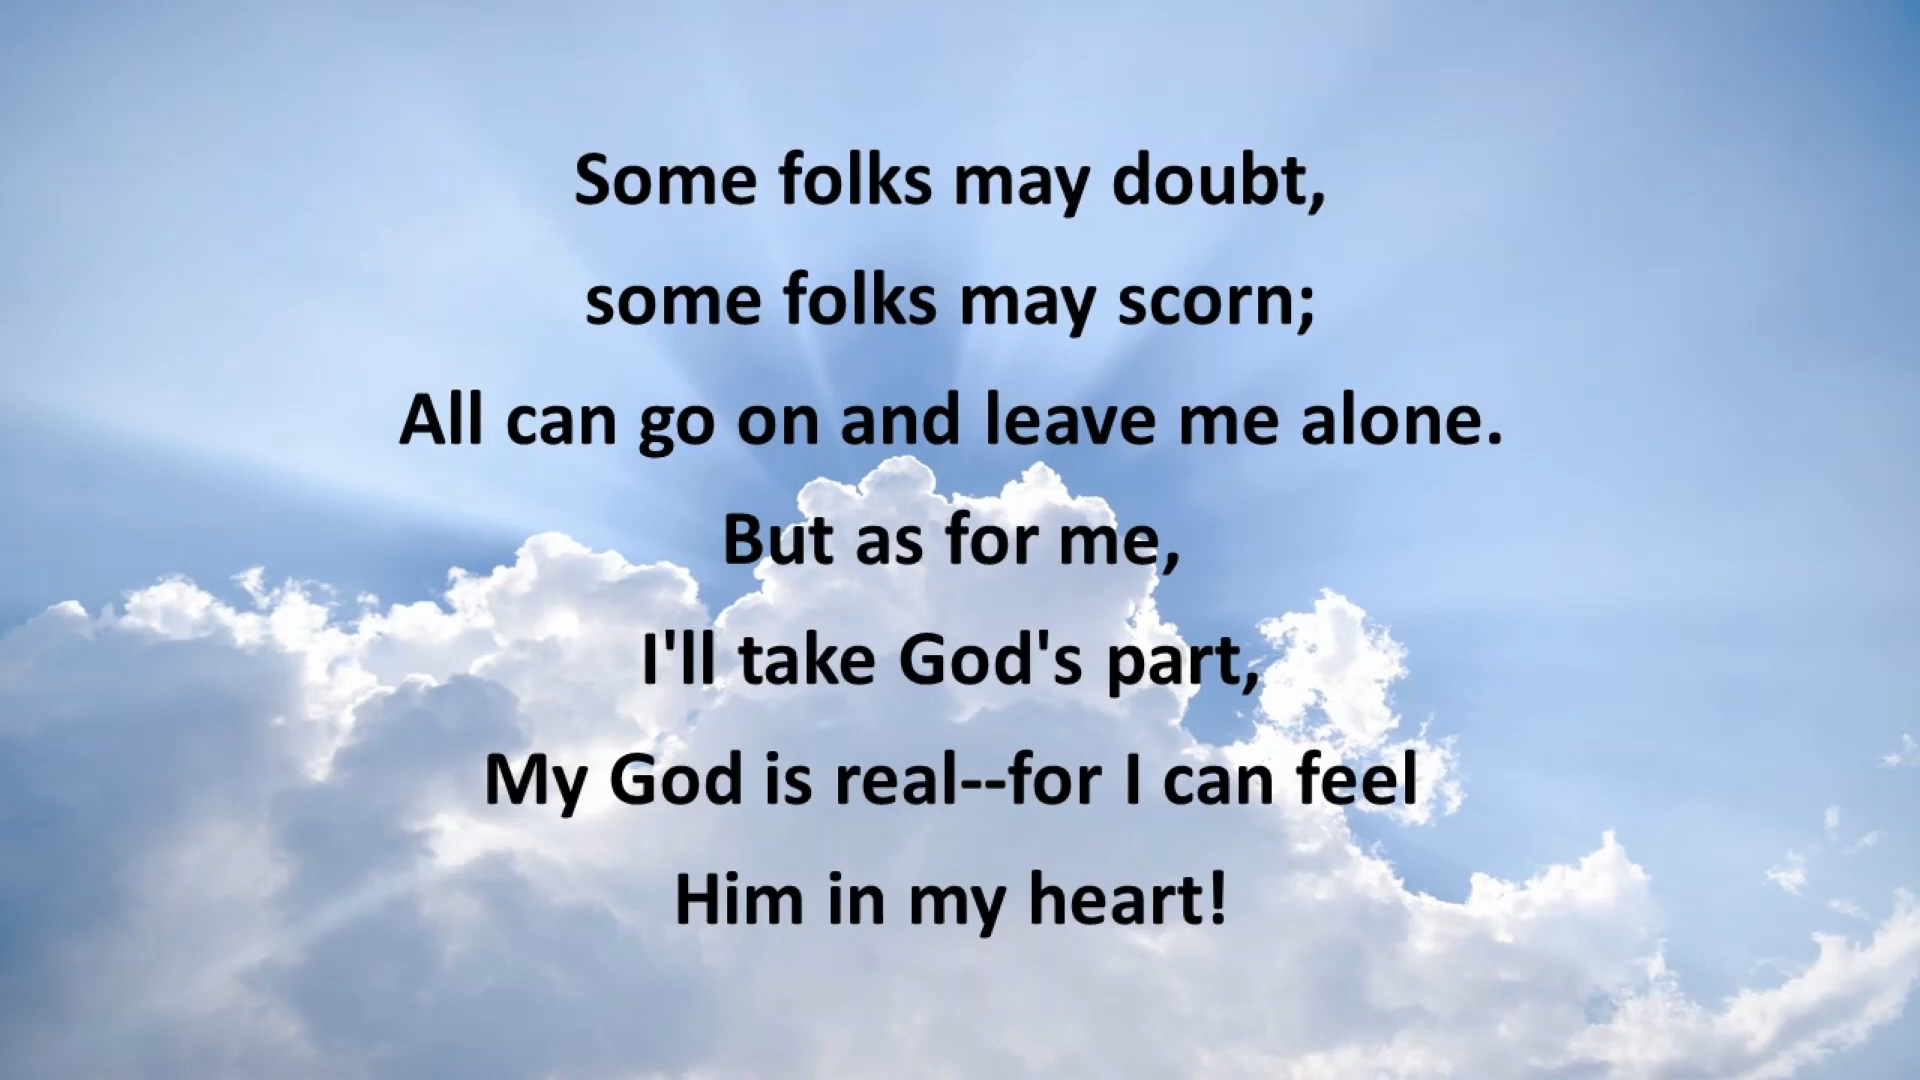 Some folks may doubt,
some folks may scorn;
All can go on and leave me alone.
But as for me,
I'll take God's part,
My God is real--for I can feel
Him in my heart!